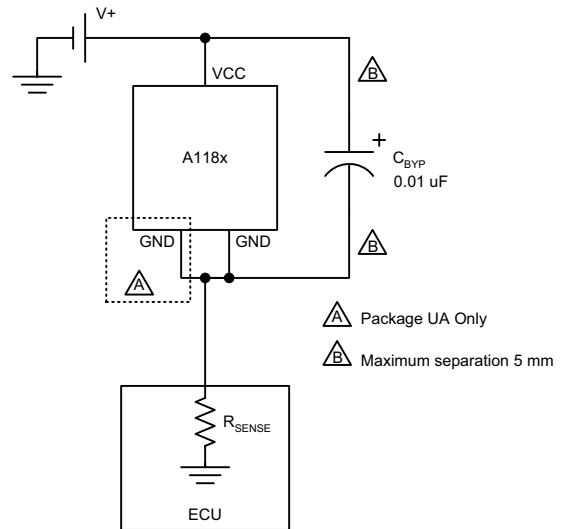 V+
VCC
B
A118x
+
C_BYP
0.01 uF
GND
GND
B
A
A Package UA Only
B Maximum separation 5 mm
R_SENSE
ECU